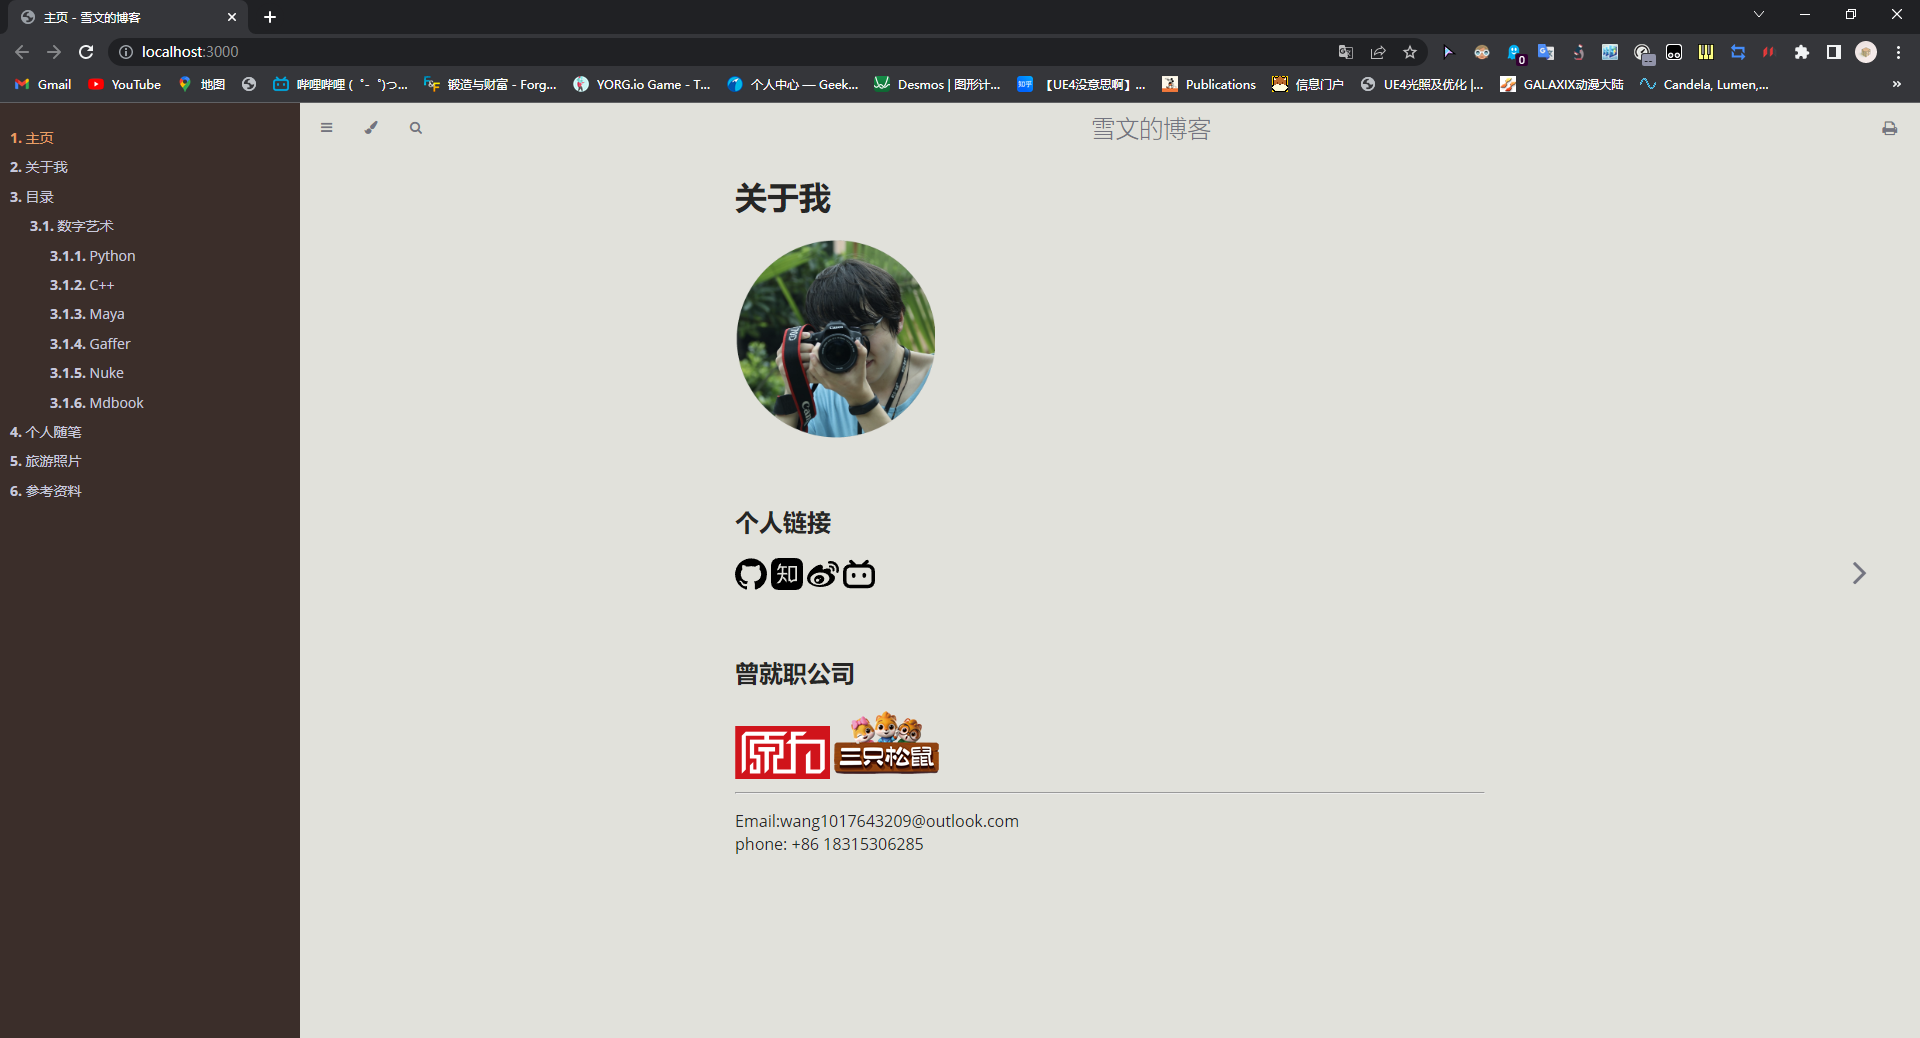 主页 - 雪文的博客
localhost:3000
Gmail
YouTube
地图
哔哩哔哩 (゜-゜)つ...
锻造与财富 - Forg...
YORG.io Game - T...
个人中心 — Geek...
Desmos | 图形计...
知乎
【UE4没意思啊】...
Publications
信息门户
UE4光照及优化 |...
GALAXIX动漫大陆
Candela, Lumen,...
0
1. 主页
2. 关于我
3. 目录
3.1. 数字艺术
3.1.1. Python
3.1.2. C++
3.1.3. Maya
3.1.4. Gaffer
3.1.5. Nuke
3.1.6. Mdbook
4. 个人随笔
5. 旅游照片
6. 参考资料
雪文的博客
关于我
Canon
个人链接
知
曾就职公司
原力
三只松鼠
Email:wang1017643209@outlook.com
phone: +86 18315306285